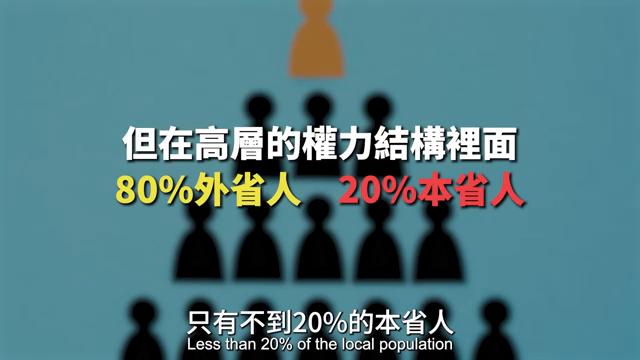 但在高層的權力結構裡面
80%外省人 20%本省人
只有不到20%的本省人
Less than 20% of the local population